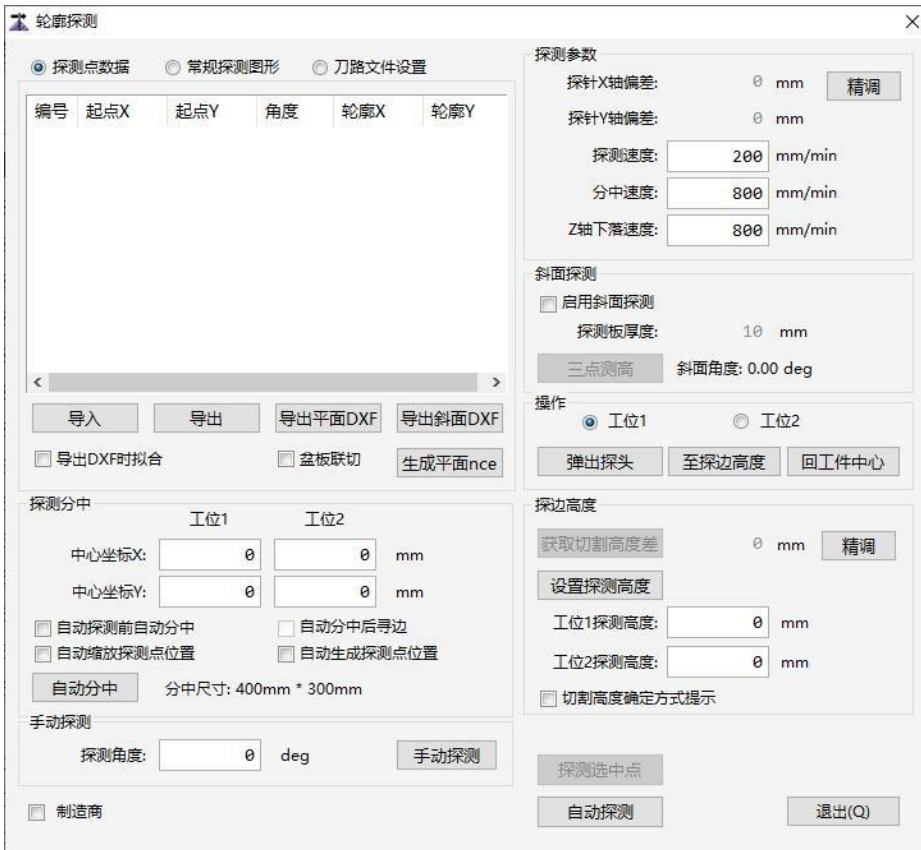 轮廓探测
探测点数据 常规探测图形 刀路文件设置
编号 起点X 起点Y 角度 轮廓X 轮廓Y
导入 导出 导出平面DXF 导出斜面DXF
导出DXF时拟合 盆板联切 生成平面nce
探测分中
工位1 工位2
中心坐标X: 0 0 mm
中心坐标Y: 0 0 mm
自动探测前自动分中 自动分中后寻边
自动缩放探测点位置 自动生成探测点位置
自动分中 分中尺寸: 400mm * 300mm
手动探测
探测角度: 0 deg 手动探测
制造商
探测参数
探针X轴偏差: 0 mm 精调
探针Y轴偏差: 0 mm
探测速度: 200 mm/min
分中速度: 800 mm/min
Z轴下落速度: 800 mm/min
斜面探测
启用斜面探测
探测板厚度: 10 mm
三点测高 斜面角度: 0.00 deg
操作
工位1 工位2
弹出探头 至探边高度 回工件中心
探边高度
获取切割高度差 0 mm 精调
设置探测高度
工位1探测高度: 0 mm
工位2探测高度: 0 mm
切割高度确定方式提示
探测选中点
自动探测 退出(Q)